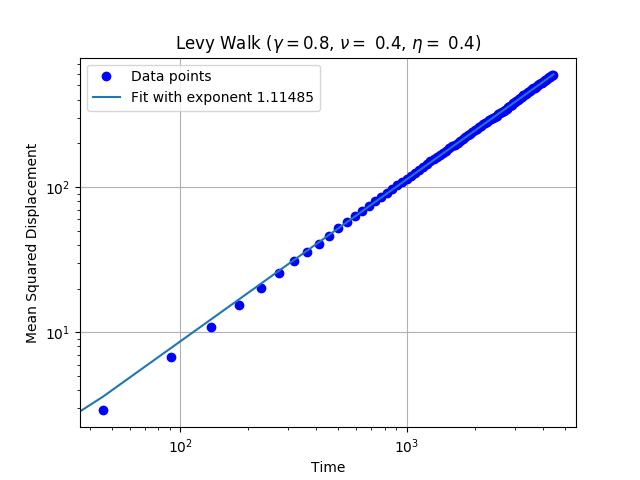 Levy Walk (γ = 0.8, ν = 0.4, η = 0.4)
Data points
Fit with exponent 1.11485
Mean Squared Displacement
10²
10¹
10²
10³
Time